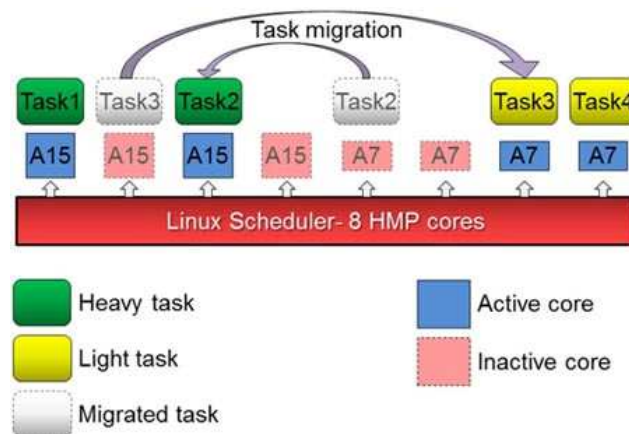 Task migration
Task1 Task3 Task2 Task2 Task3 Task4
A15 A15 A15 A15 A7 A7 A7 A7
Linux Scheduler- 8 HMP cores
Heavy task
Active core
Light task
Inactive core
Migrated task